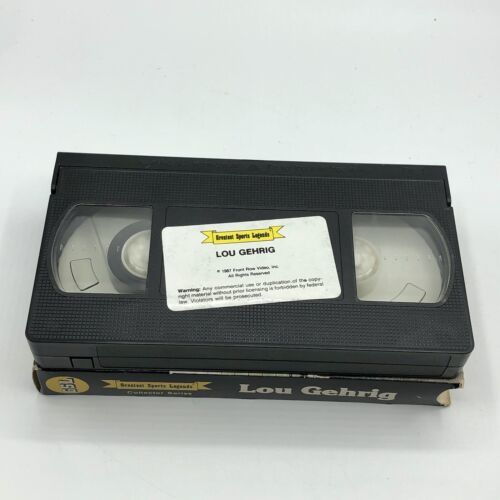 Greatest Sports Legends
LOU GEHRIG
© 1987 Front Row Video, Inc.
All Rights Reserved
Warning: Any commercial use or duplication of the copy-
right material without prior licensing is forbidden by federal
law. Violators will be prosecuted.
Greatest Sports Legends
Collector Series
Lou Gehrig